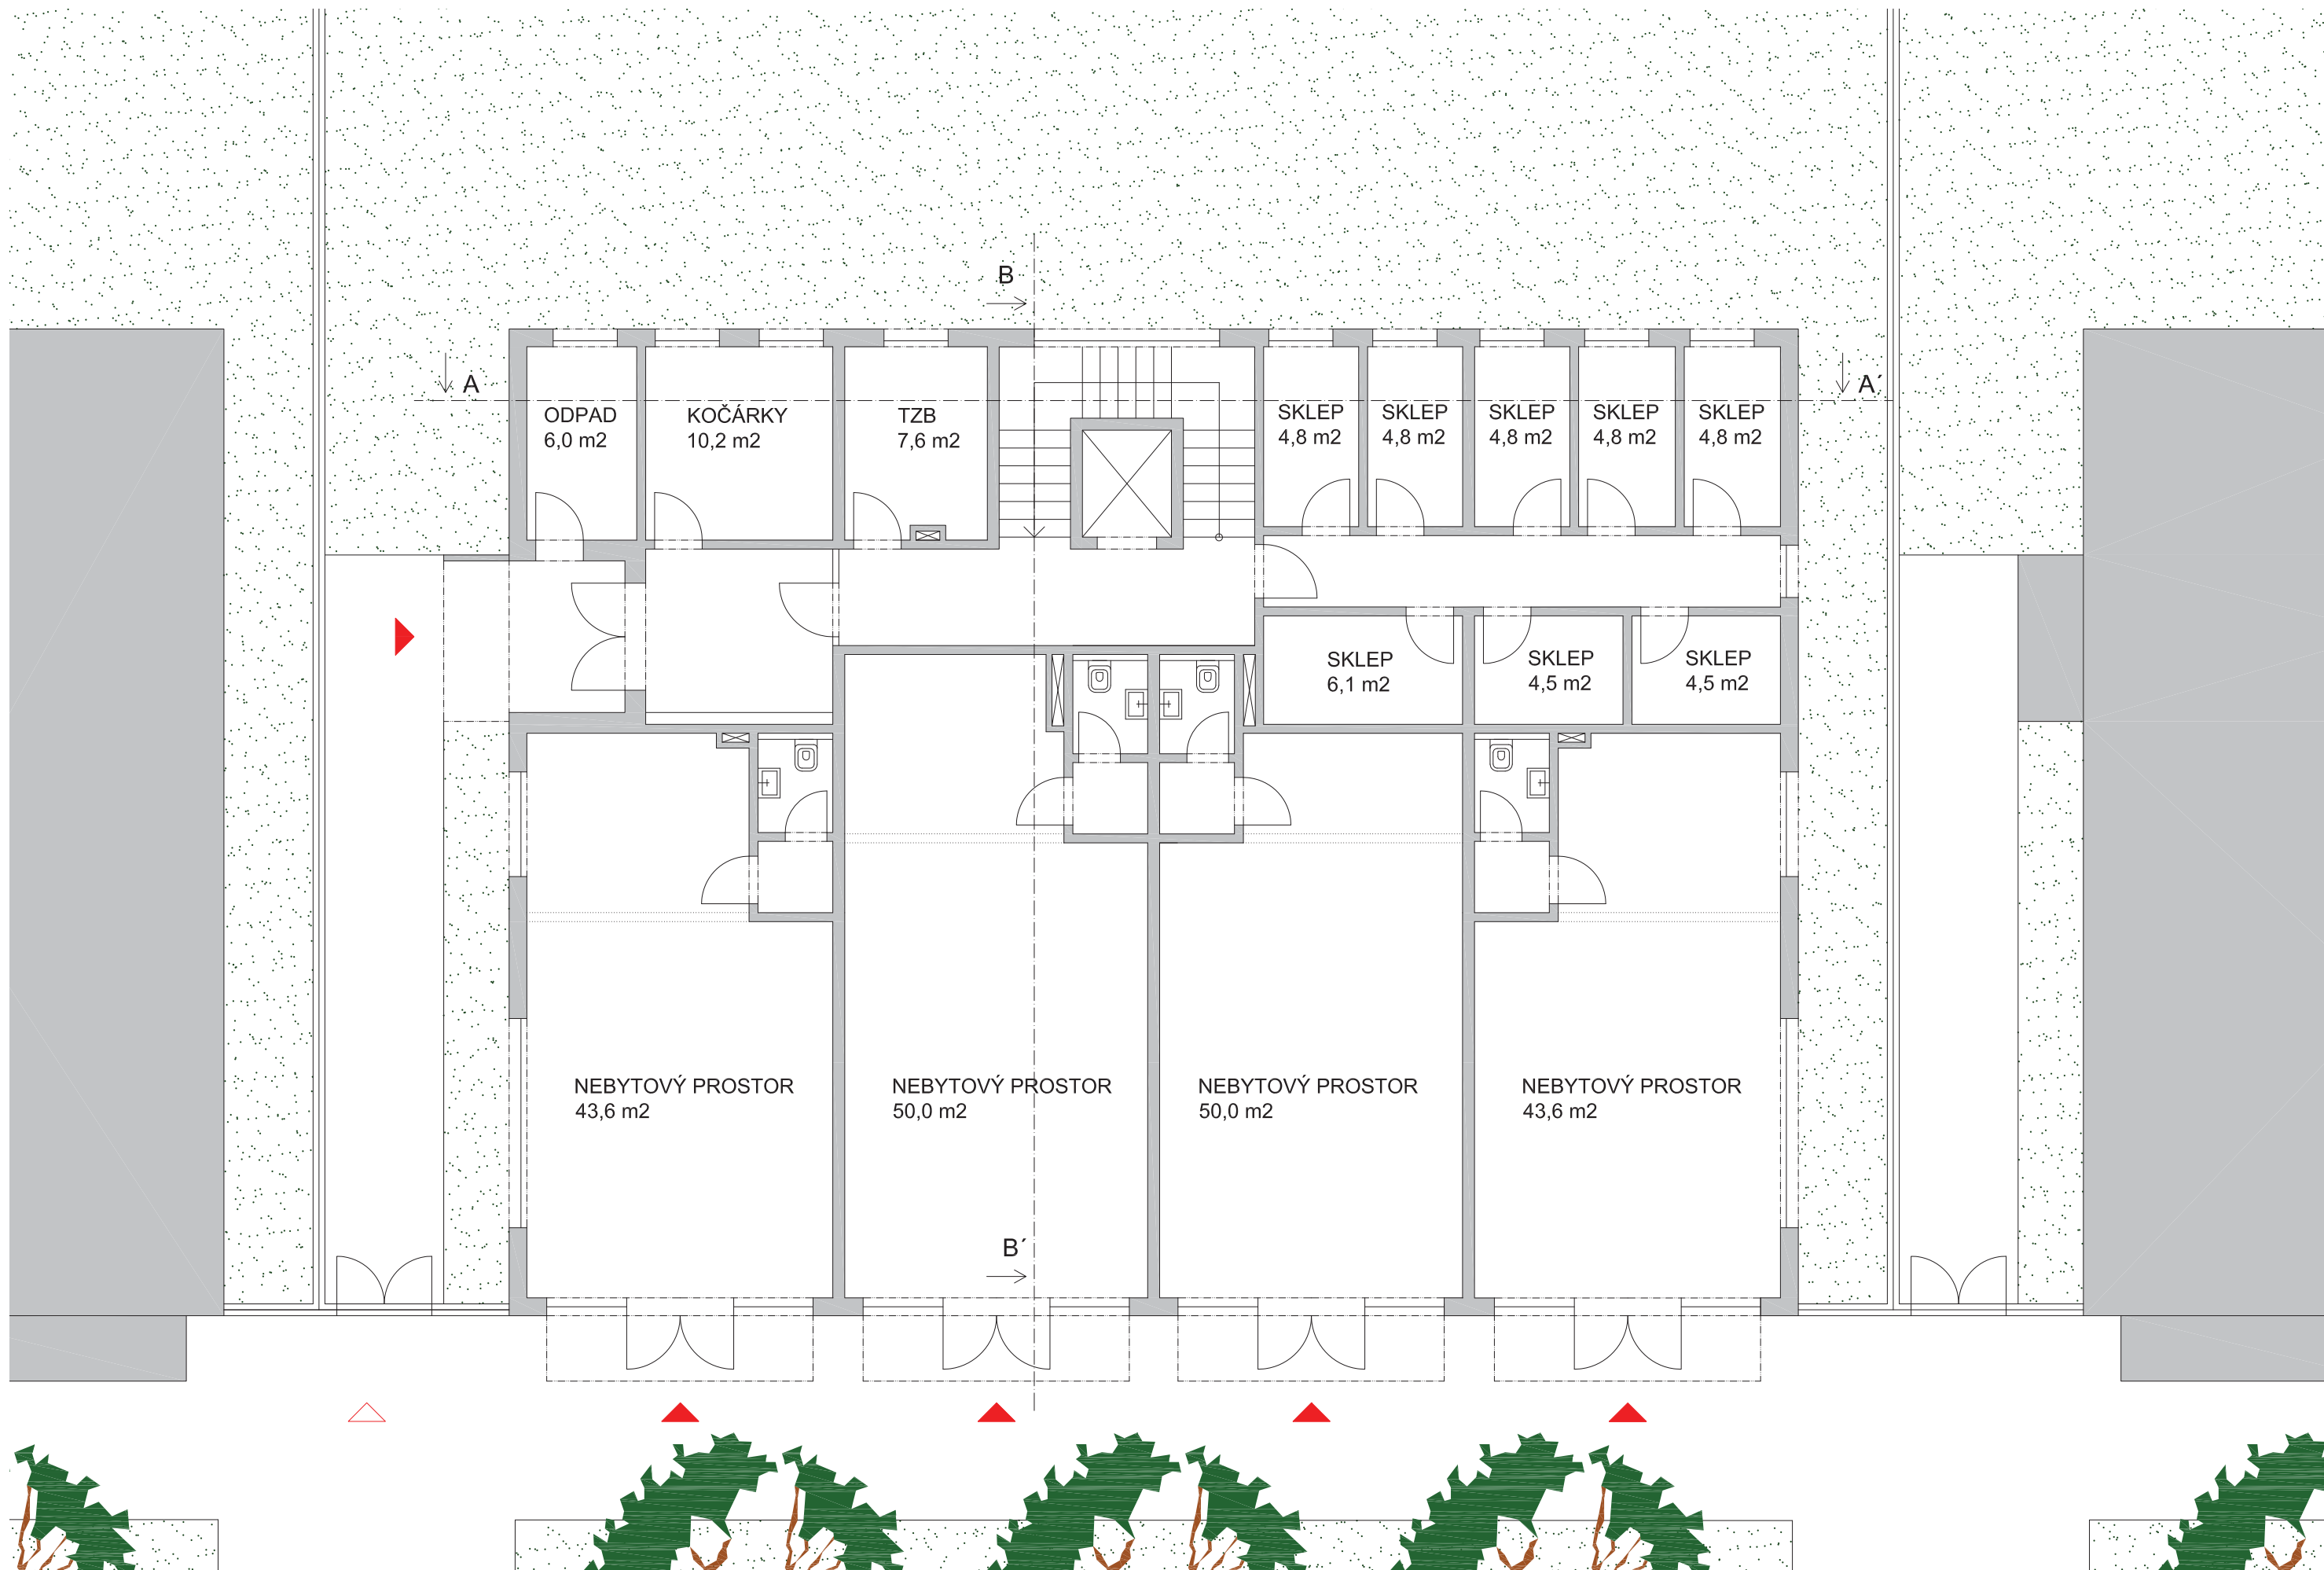 B
A
A´
ODPAD
6,0 m2
KOČÁRKY
10,2 m2
TZB
7,6 m2
SKLEP
4,8 m2
SKLEP
4,8 m2
SKLEP
4,8 m2
SKLEP
4,8 m2
SKLEP
4,8 m2
SKLEP
6,1 m2
SKLEP
4,5 m2
SKLEP
4,5 m2
NEBYTOVÝ PROSTOR
43,6 m2
NEBYTOVÝ PROSTOR
50,0 m2
NEBYTOVÝ PROSTOR
50,0 m2
NEBYTOVÝ PROSTOR
43,6 m2
B´